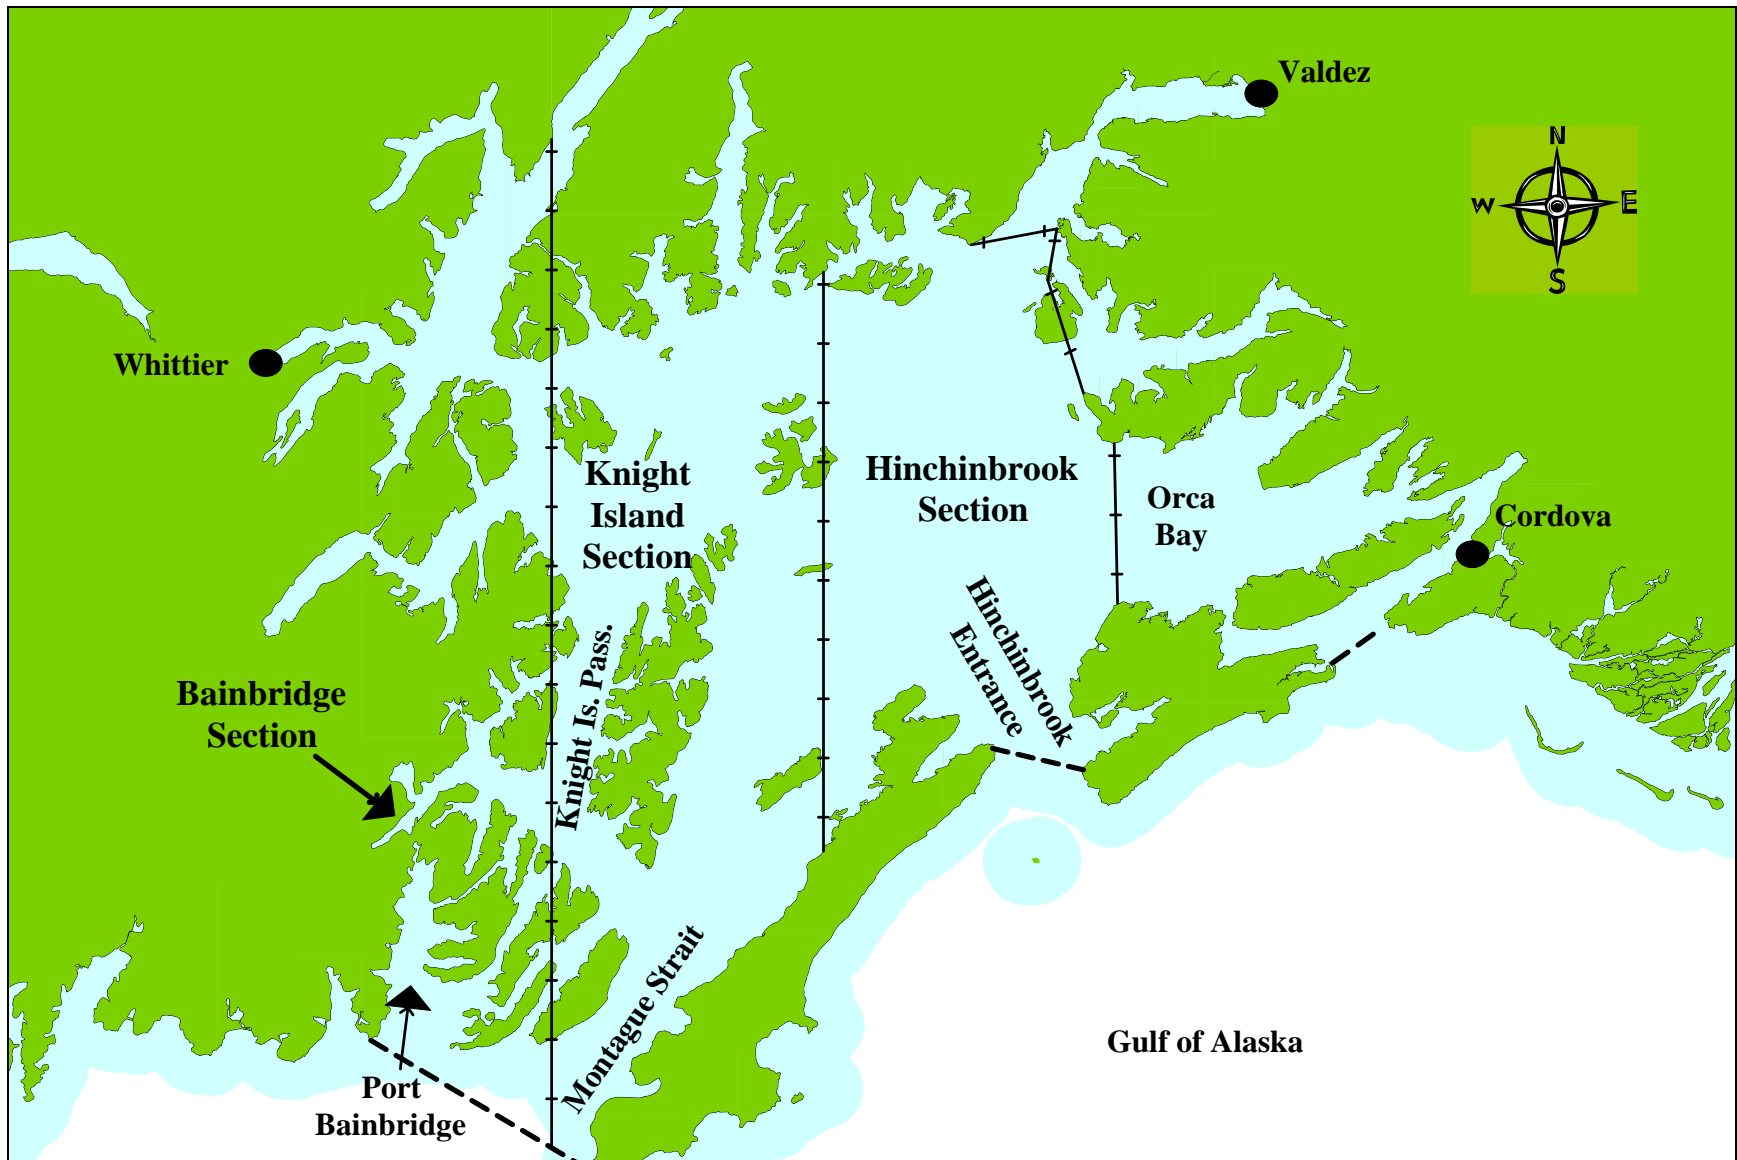 Valdez
N
W
E
S
Whittier
Knight
Island
Section
Hinchinbrook
Section
Orca
Bay
Cordova
Hinchinbrook
Entrance
Knight Is. Pass.
Bainbridge
Section
Montague Strait
Gulf of Alaska
Port
Bainbridge